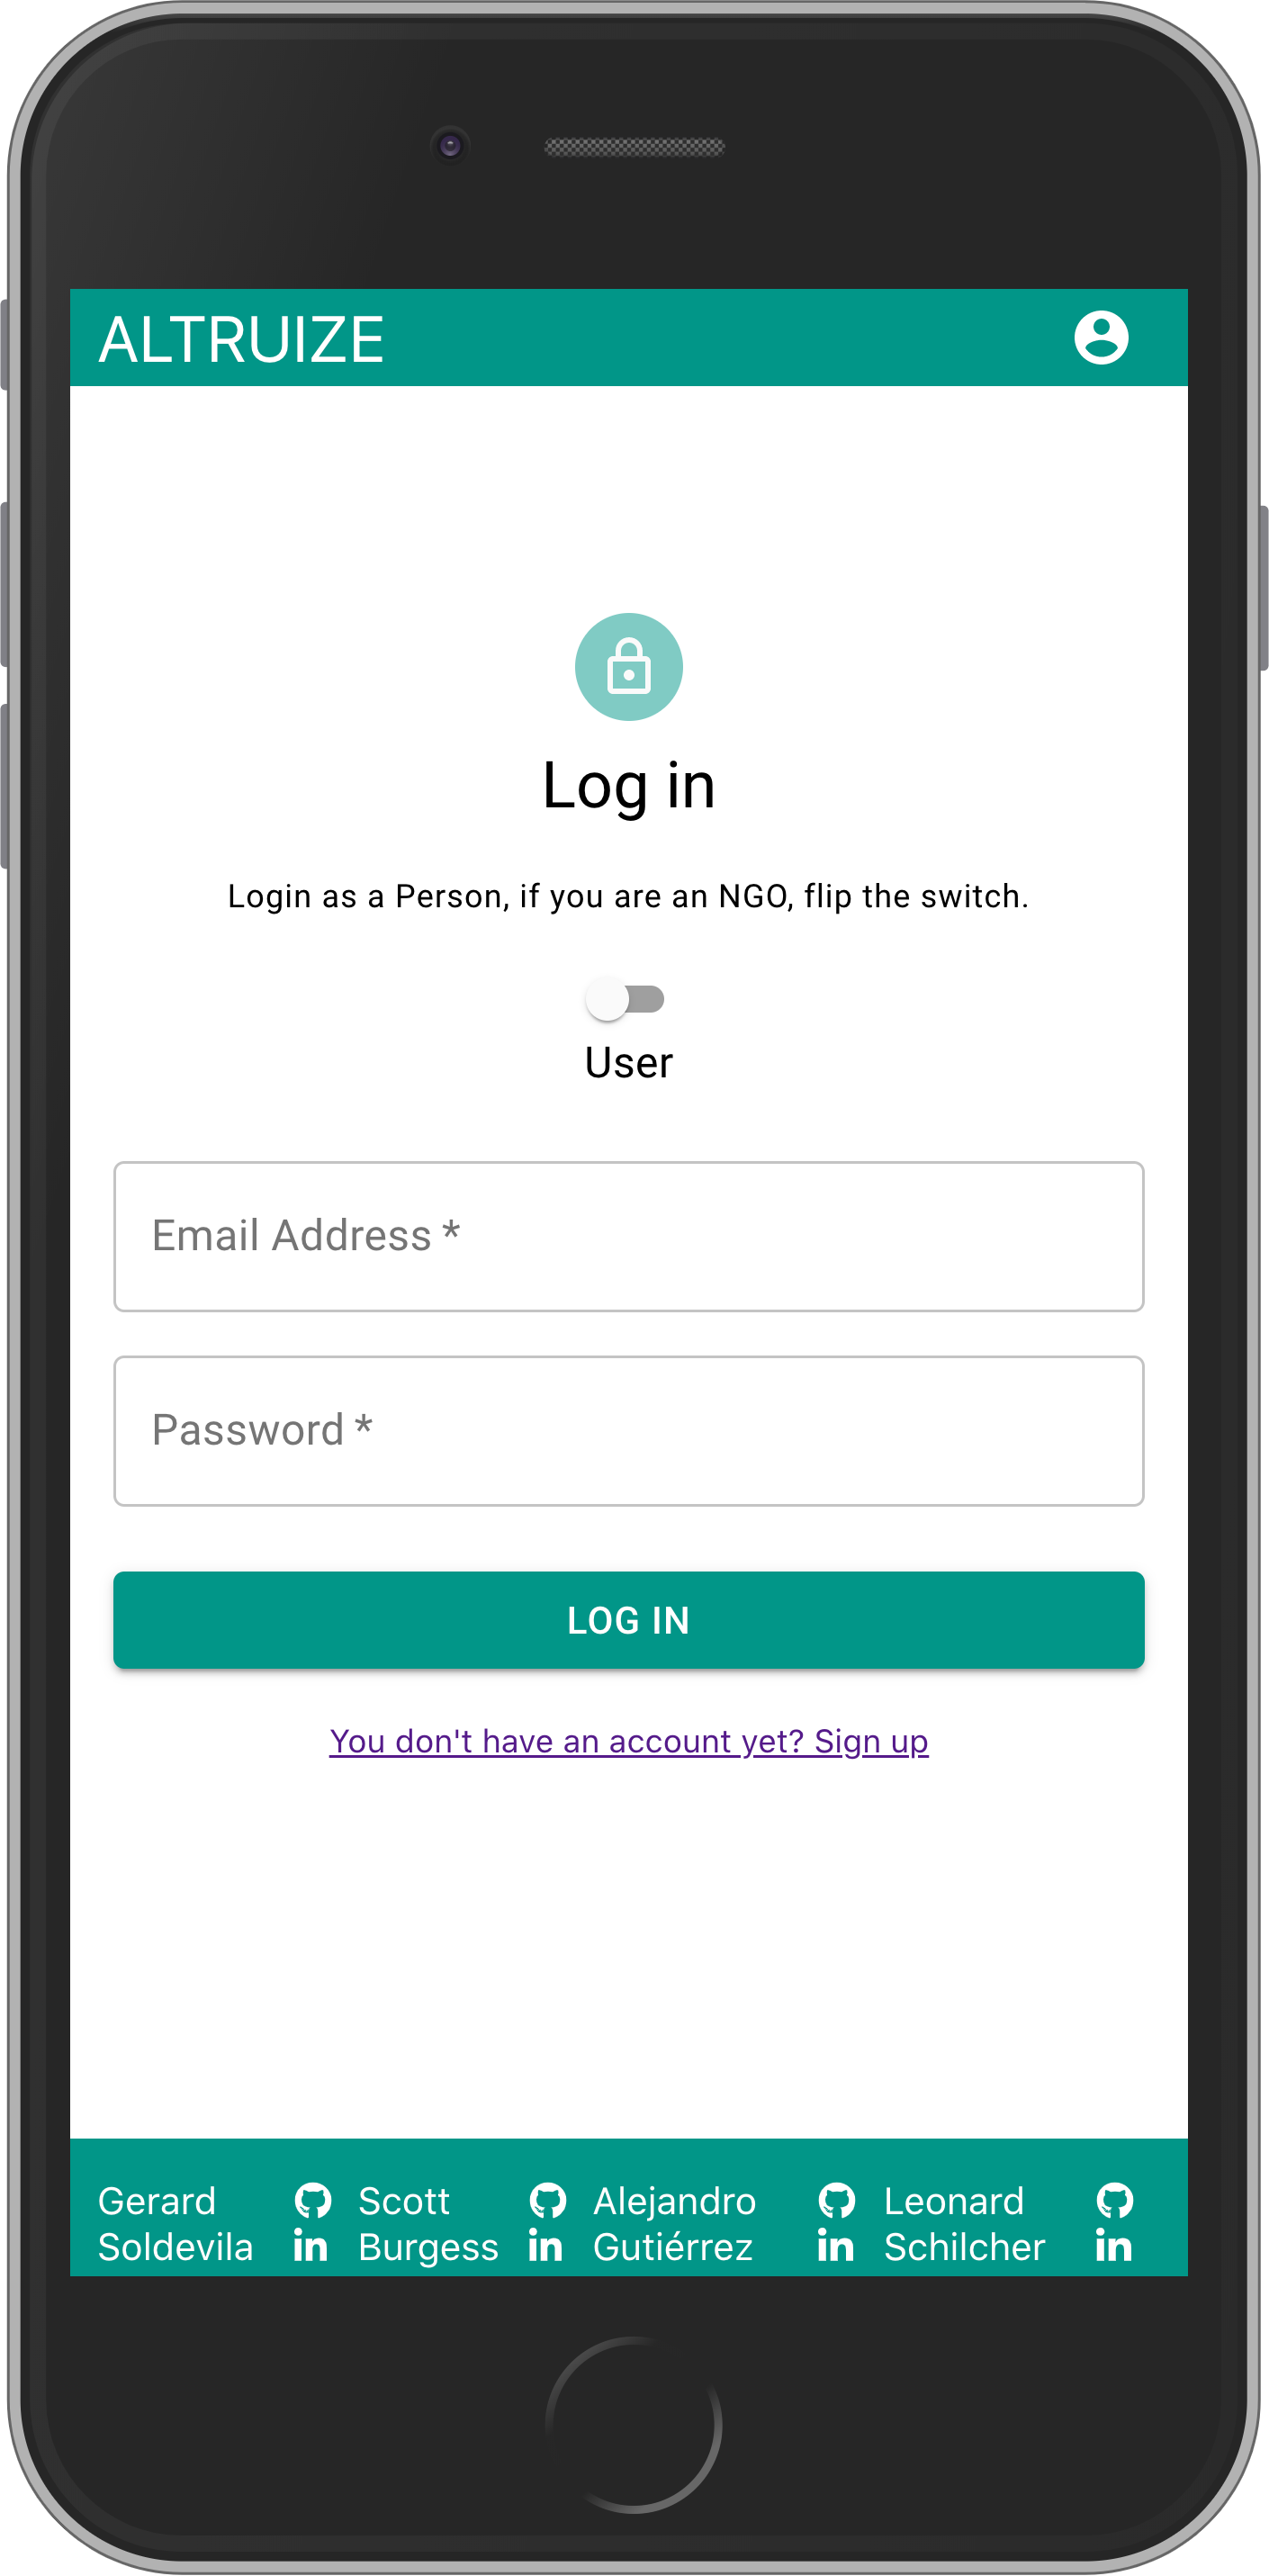 ALTRUIZE
Log in
Login as a Person, if you are an NGO, flip the switch.
User
Email Address *
Password *
LOG IN
You don't have an account yet? Sign up
Gerard Scott Alejandro Leonard
Soldevila in Burgess in Gutiérrez in Schilcher in